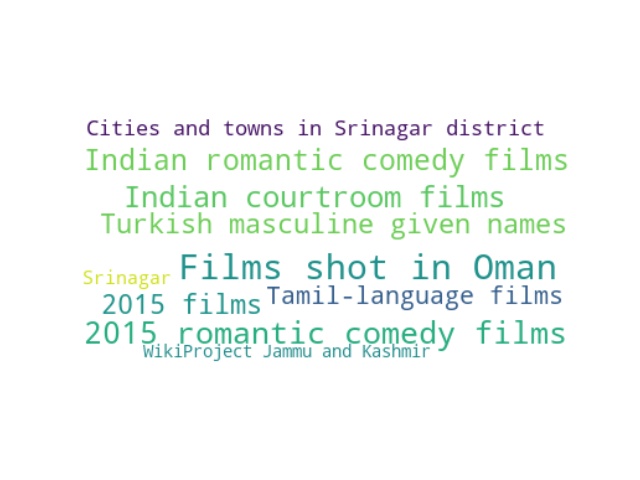 Cities and towns in Srinagar district
Indian romantic comedy films
Indian courtroom films
Turkish masculine given names
Films shot in Oman
Srinagar
Tamil-language films
2015 films
2015 romantic comedy films
WikiProject Jammu and Kashmir